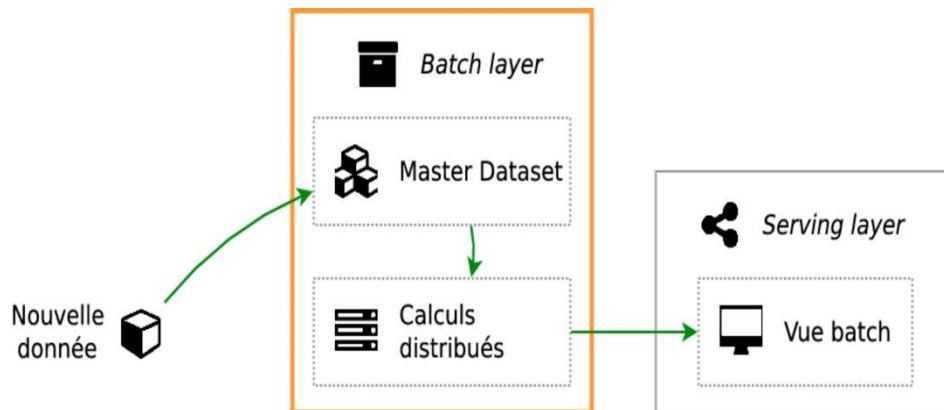 Batch layer
Master Dataset
Serving layer
Nouvelle
donnée
Calculs
distribués
Vue batch